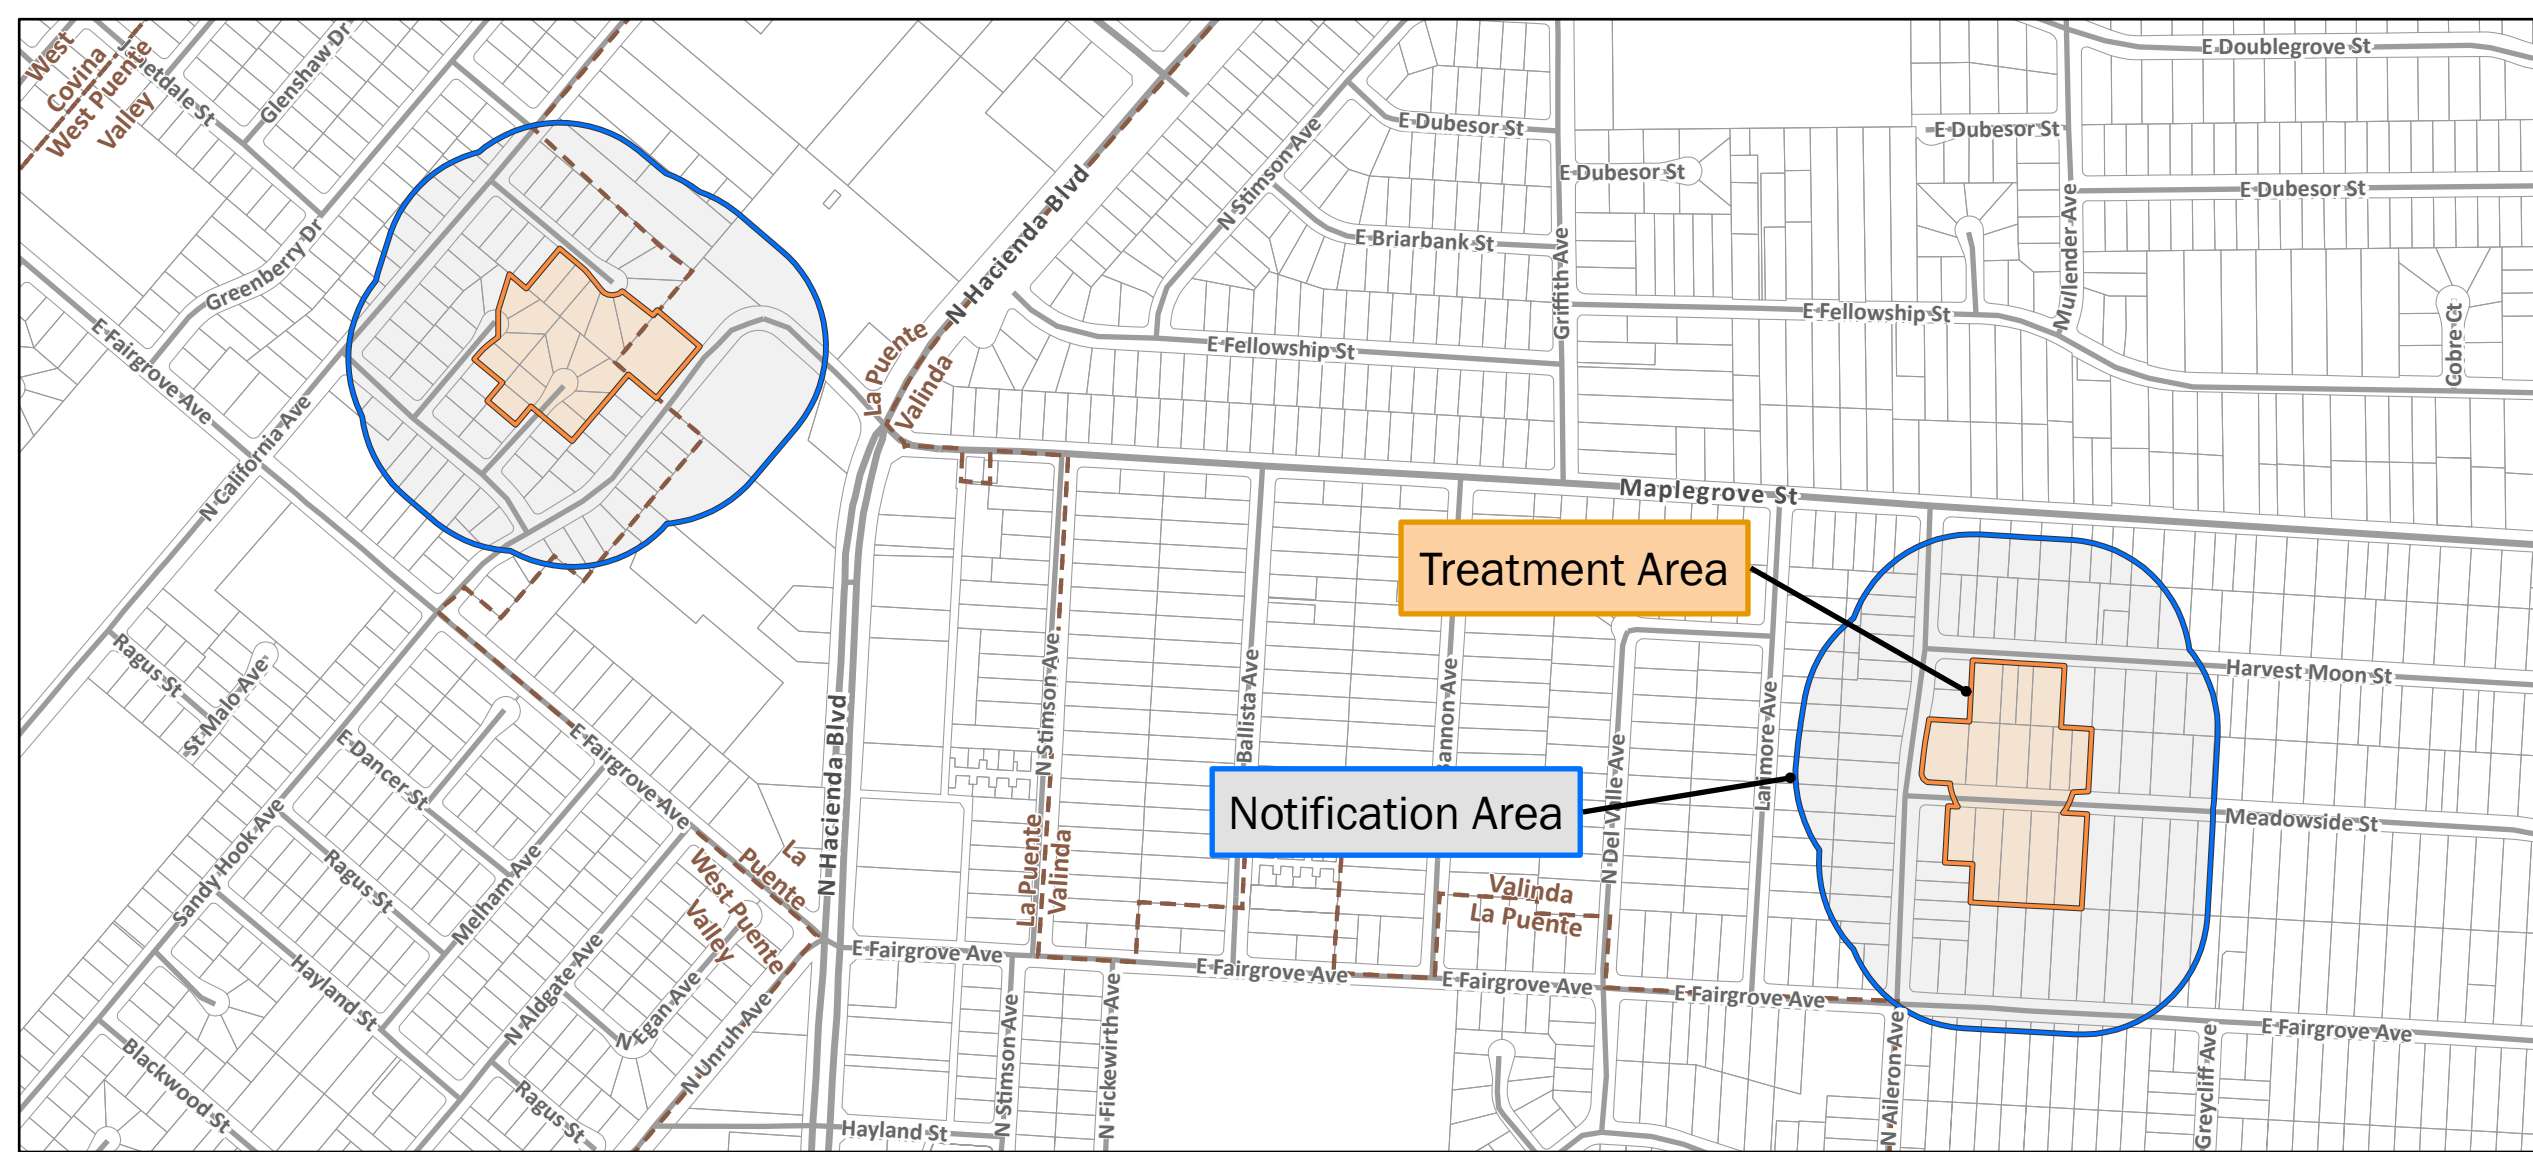 West
Covina
West Puente
Valley
Glenshaw Dr
E Doublegrove St
E Dubesor St
E Dubesor St
E Dubesor St
E Dubesor St
N Stimson Ave
N Hacienda Blvd
E Briarbank St
Griffith Ave
Mullender Ave
Greenberry Dr
E Fellowship St
E Fellowship St
Cobre Ct
E Fairgrove Ave
La Puente
Valinda
N California Ave
Maplegrove St
Treatment Area
Ragus St
St Malo Ave
N Stimson Ave
Ballista Ave
Larimore Ave
Harvest Moon St
N Hacienda Blvd
E Dancer St
E Fairgrove Ave
N Del Valle Ave
Notification Area
Meadowside St
Sandy Hook Ave
Ragus St
Melham Ave
La
Puente
West Puente
Valley
La Puente
Valinda
Valinda
La Puente
E Fairgrove Ave
E Fairgrove Ave
E Fairgrove Ave
E Fairgrove Ave
E Fairgrove Ave
Hayland St
N Aldgate Ave
N Egan Ave
N Unruh Ave
N Stimson Ave
N Fickewirth Ave
N Aileron Ave
Greycliff Ave
Blackwood St
Ragus St
Hayland St